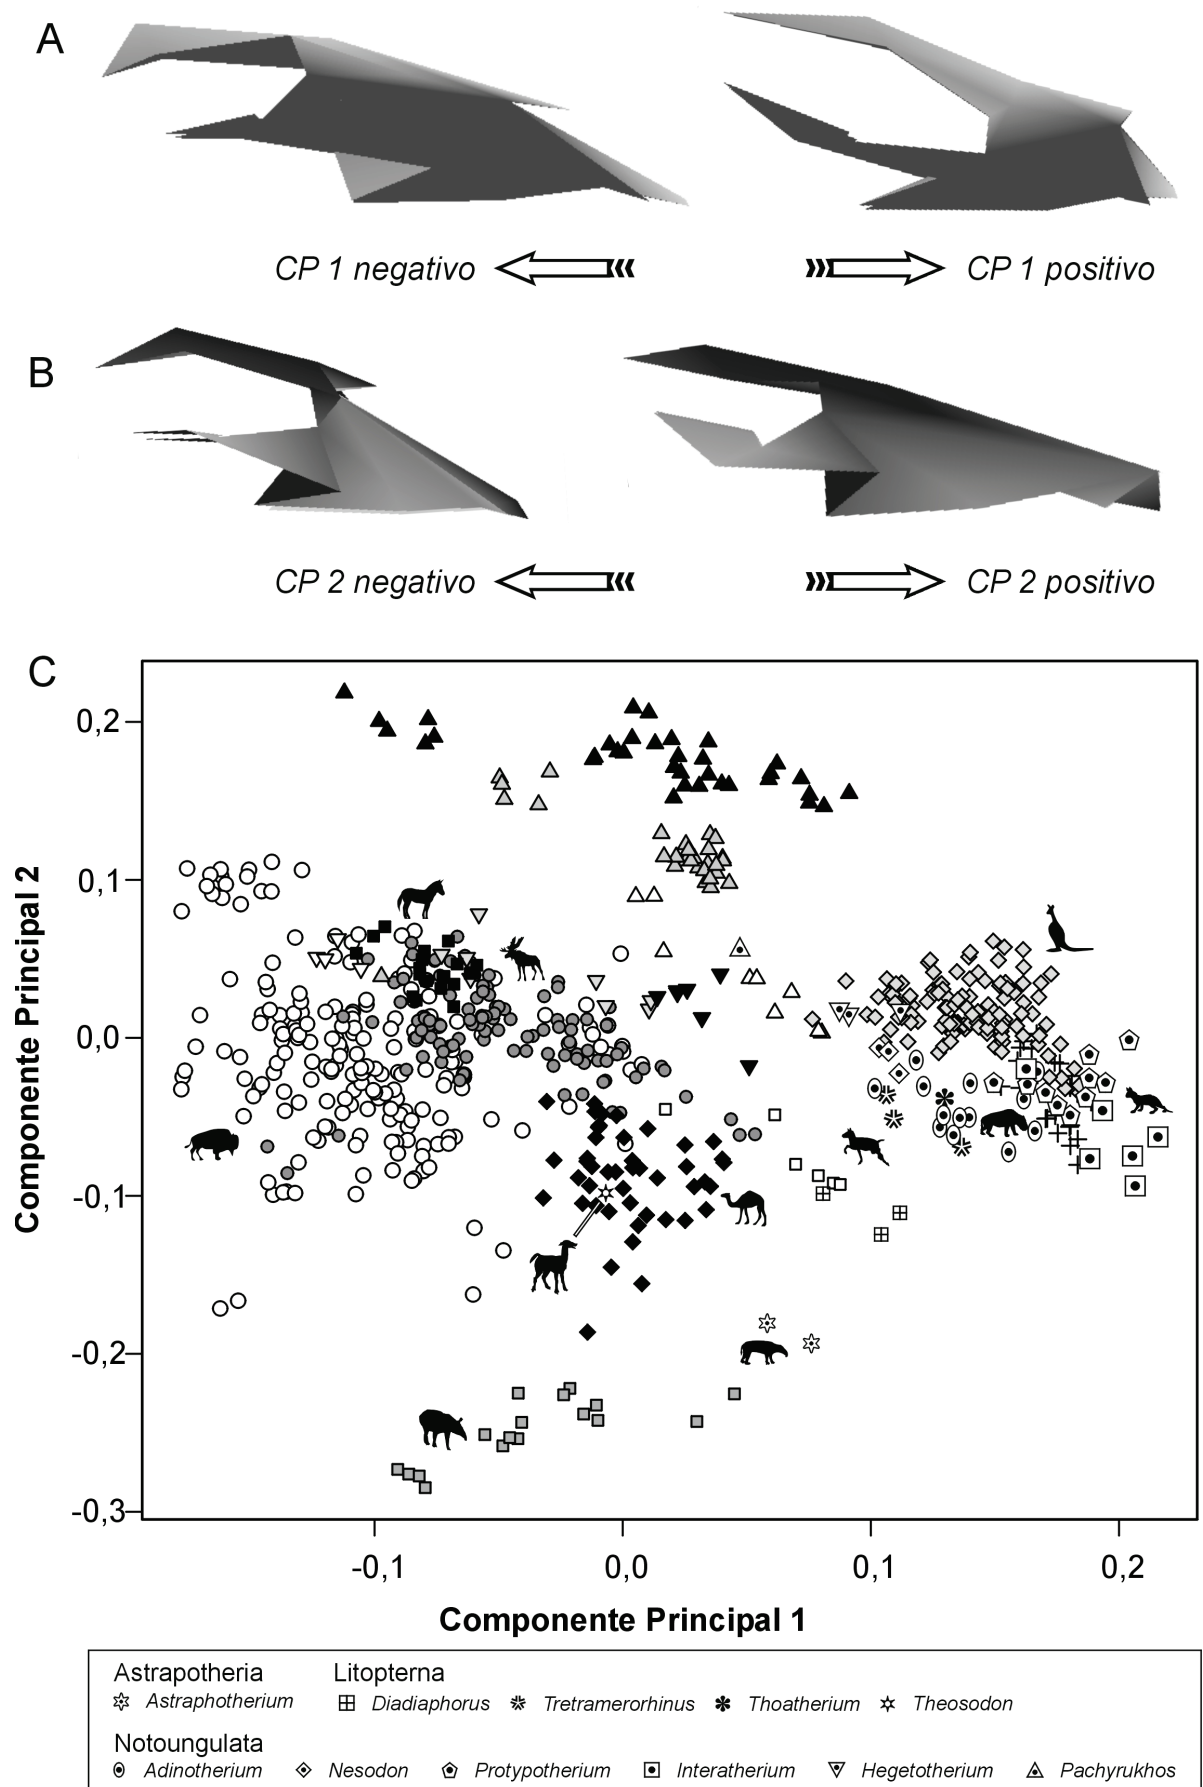 A
CP 1 negativo
CP 1 positivo
B
CP 2 negativo
CP 2 positivo
C
0,2
0,1
0,0
-0,1
-0,2
-0,3
Componente Principal 2
-0,1
0,0
0,1
0,2
Componente Principal 1
Astrapotheria
Litopterna
Astraphotherium
Diadiaphorus
Tretramerorhinus
Thoatherium
Theosodon
Notoungulata
Adinotherium
Nesodon
Protypotherium
Interatherium
Hegetotherium
Pachyrukhos